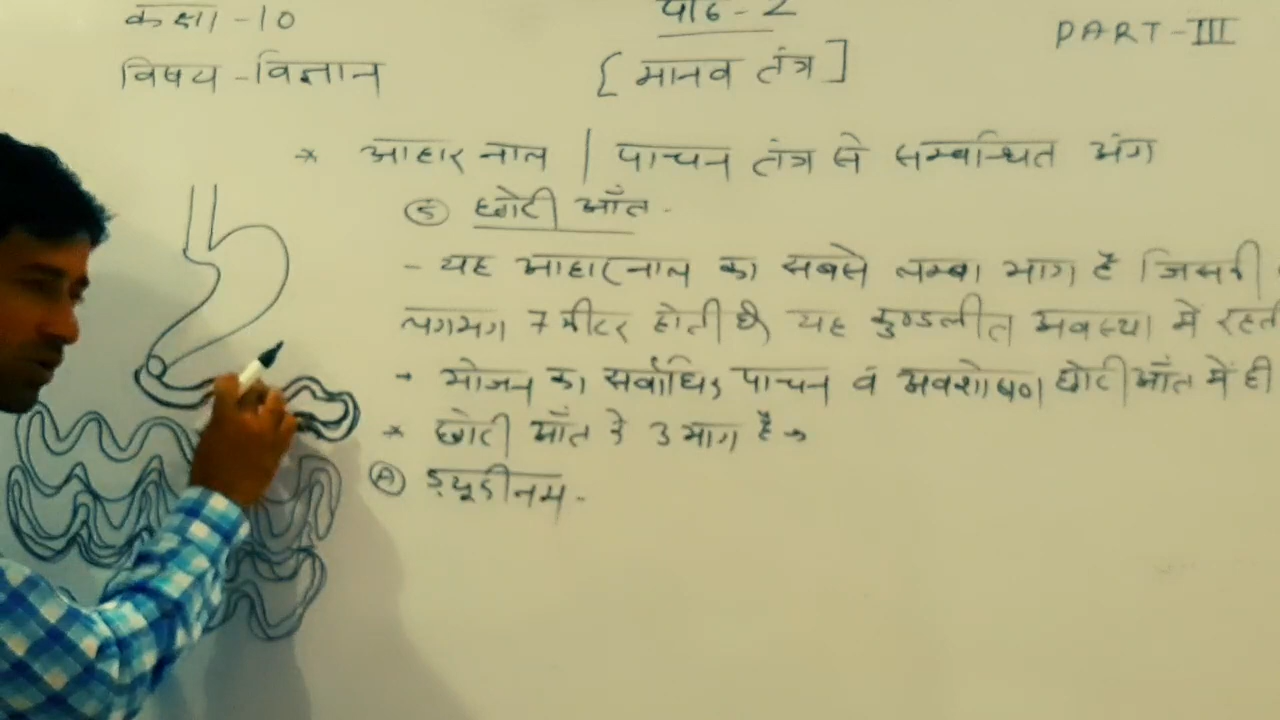 कक्षा - 10
पाठ - 2
PART - III
विषय - विज्ञान
[ मानव तंत्र ]
* आहार नाल / पाचन तंत्र से सम्बन्धित अंग
⑤ छोटी आँत -
- यह आहारनाल का सबसे लम्बा भाग है जिसकी
लगभग 7 मीटर होती है यह कुण्डलीत अवस्था में रहती
→ भोजन का सर्वाधिक पाचन व अवशोषण छोटी आँत में ही
* छोटी आँत के 3 भाग है →
Ⓐ ड्यूडीनम -